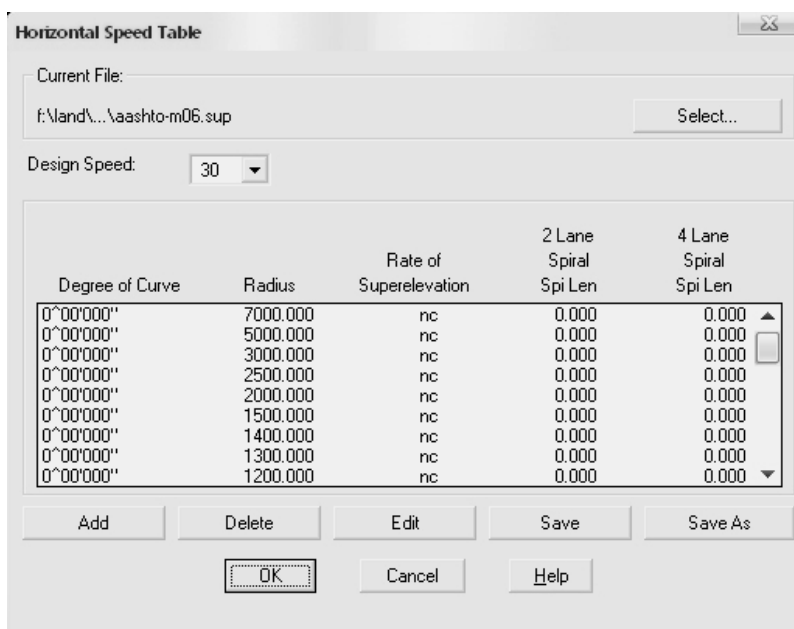 Horizontal Speed Table
Current File:
f:\land\...\aashto-m06.sup
Select...
Design Speed:
30
2 Lane 4 Lane
Rate of Spiral Spiral
Degree of Curve Radius Superelevation Spi Len Spi Len
0^00'000" 7000.000 nc 0.000 0.000
0^00'000" 5000.000 nc 0.000 0.000
0^00'000" 3000.000 nc 0.000 0.000
0^00'000" 2500.000 nc 0.000 0.000
0^00'000" 2000.000 nc 0.000 0.000
0^00'000" 1500.000 nc 0.000 0.000
0^00'000" 1400.000 nc 0.000 0.000
0^00'000" 1300.000 nc 0.000 0.000
0^00'000" 1200.000 nc 0.000 0.000
Add Delete Edit Save Save As
OK Cancel Help